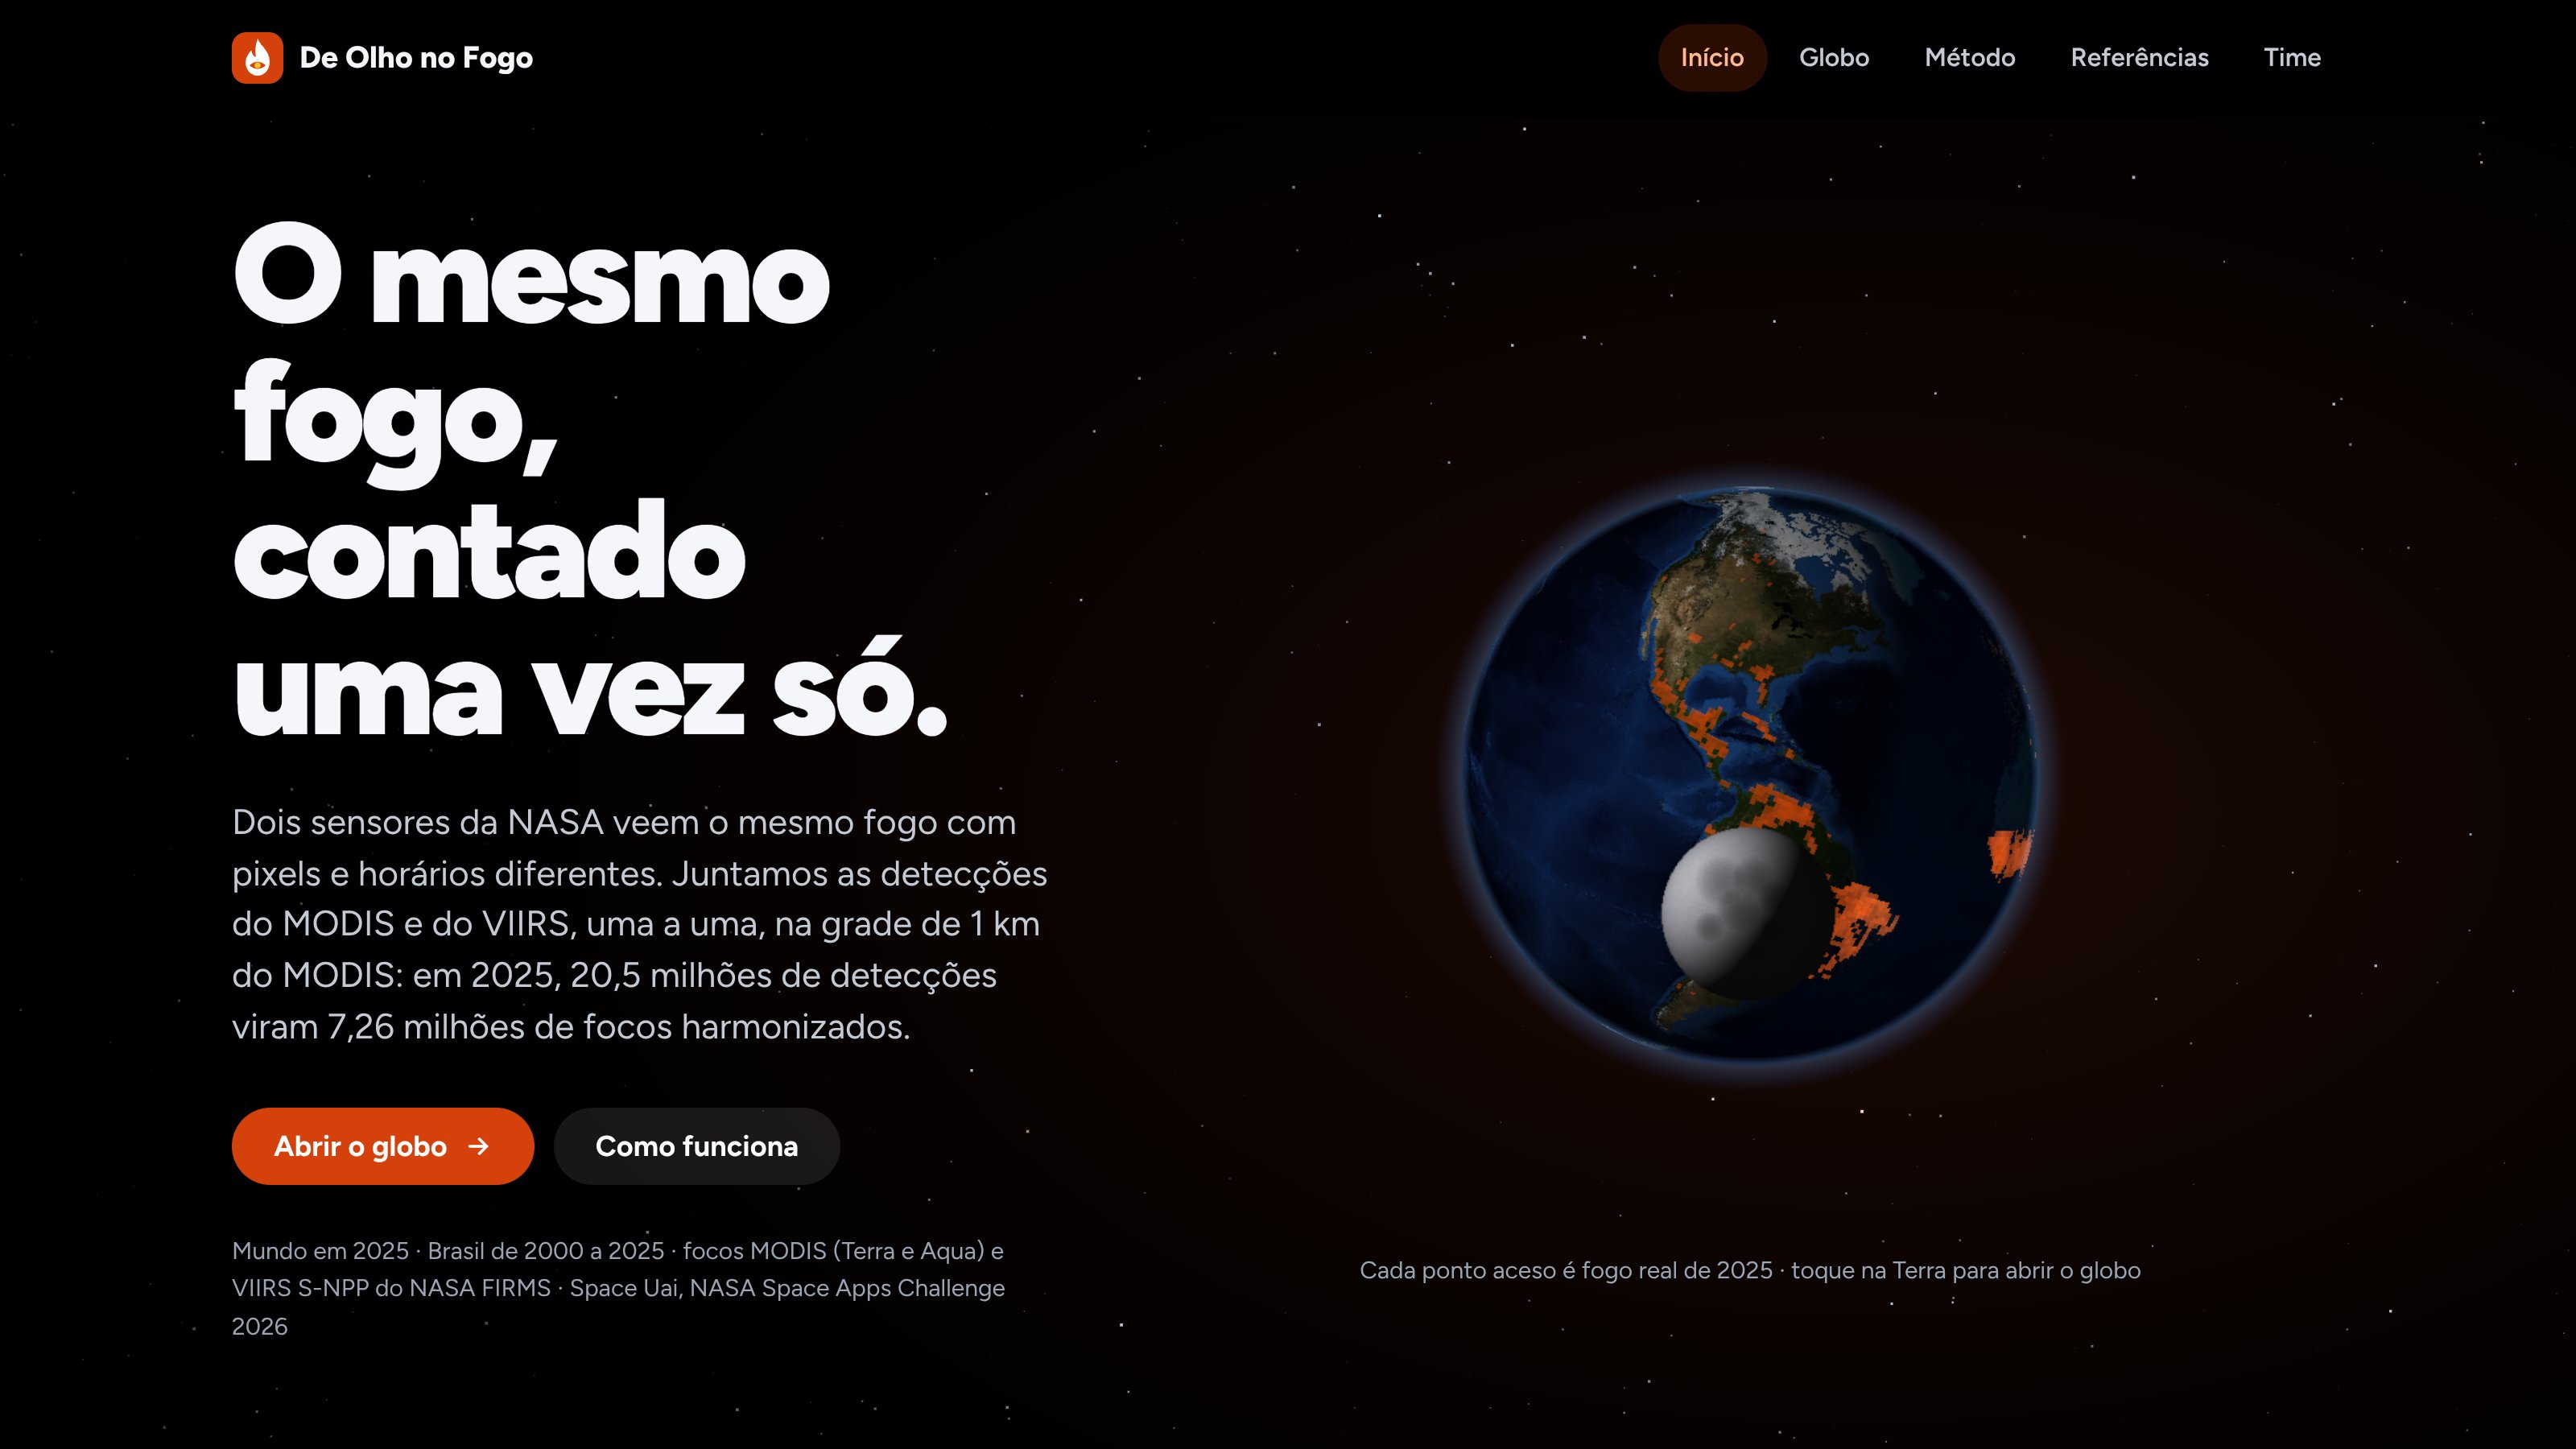 De Olho no Fogo
Início
Globo
Método
Referências
Time
O mesmo
fogo,
contado
uma vez só.
Dois sensores da NASA veem o mesmo fogo com
pixels e horários diferentes. Juntamos as detecções
do MODIS e do VIIRS, uma a uma, na grade de 1 km
do MODIS: em 2025, 20,5 milhões de detecções
viram 7,26 milhões de focos harmonizados.
Abrir o globo →
Como funciona
Mundo em 2025 · Brasil de 2000 a 2025 · focos MODIS (Terra e Aqua) e
VIIRS S-NPP do NASA FIRMS · Space Uai, NASA Space Apps Challenge
2026
Cada ponto aceso é fogo real de 2025 · toque na Terra para abrir o globo